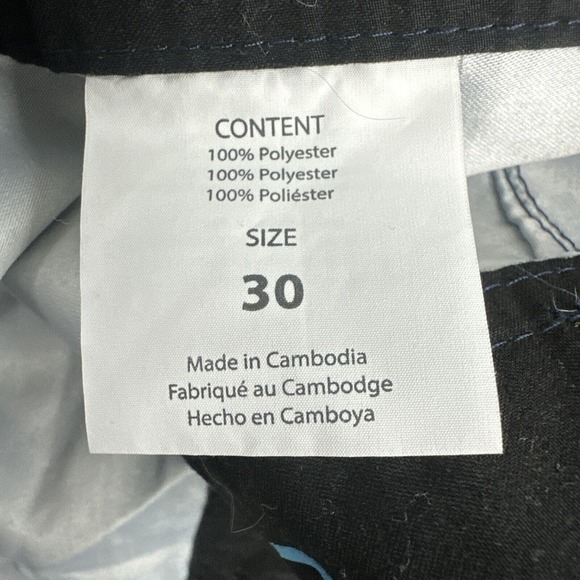 CONTENT
100% Polyester
100% Polyester
100% Poliéster
SIZE
30
Made in Cambodia
Fabriqué au Cambodge
Hecho en Camboya